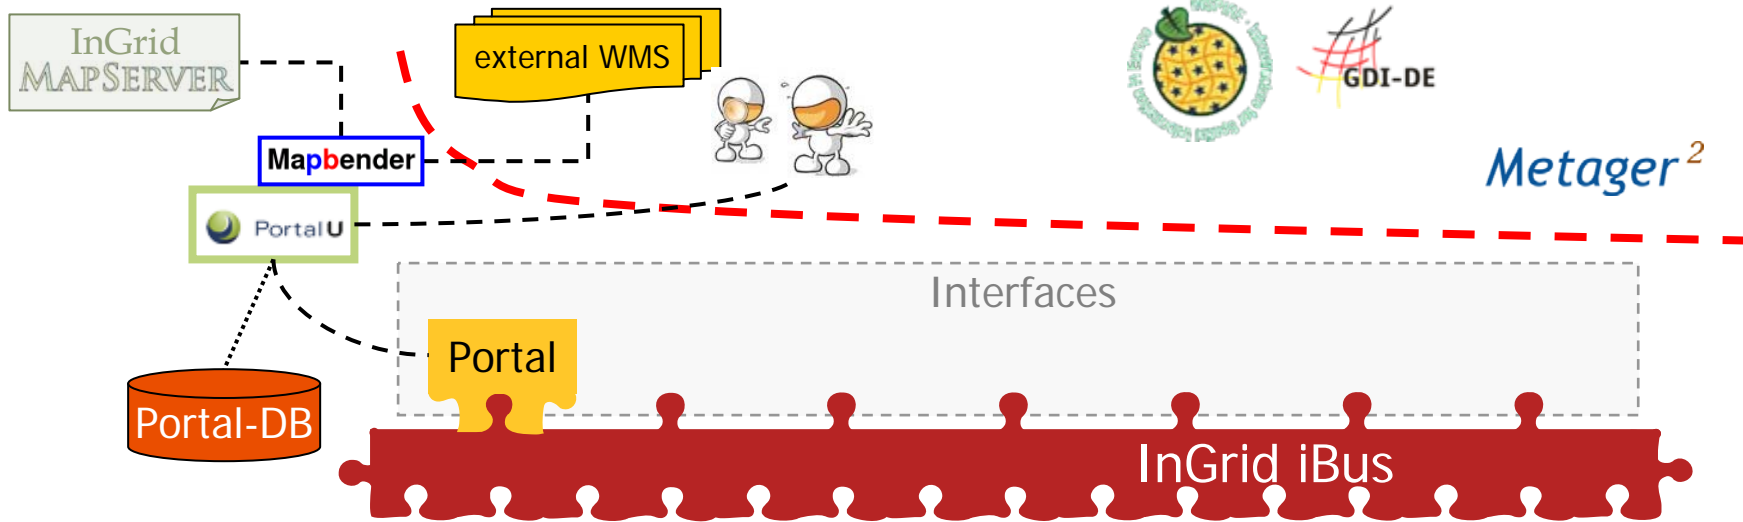 InGrid
MAPSERVER
external WMS
GDI-DE
Mapbender
Metager²
PortalU
Interfaces
Portal
Portal-DB
InGrid iBus